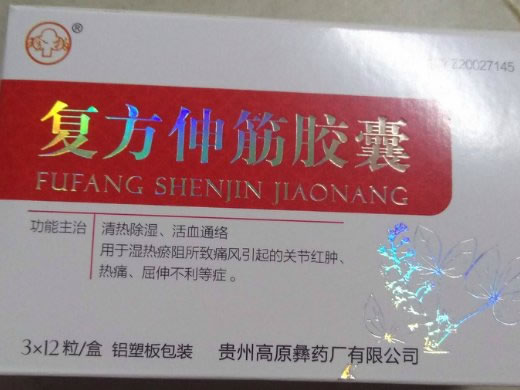 ®
Z20027145
复方伸筋胶囊
FUFANG SHENJIN JIAONANG
功能主治
清热除湿、活血通络
用于湿热瘀阻所致痛风引起的关节红肿、
热痛、屈伸不利等症。
3×12粒/盒 铝塑板包装 贵州高原彝药厂有限公司